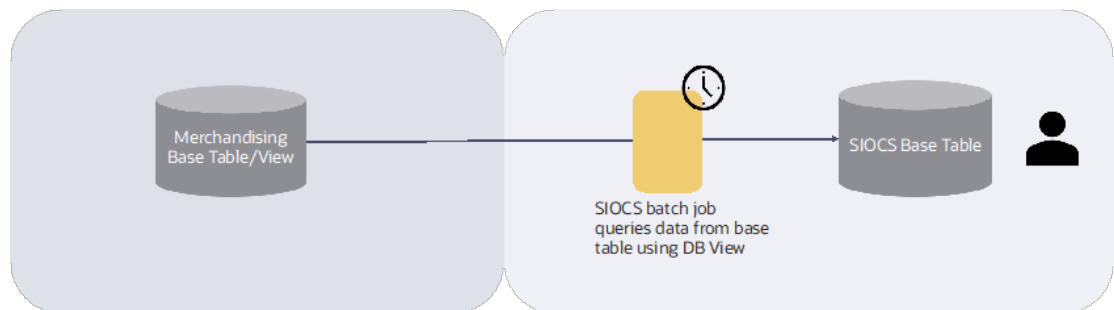 Merchandising
Base Table/View
SIOCS Base Table
SIOCS batch job
queries data from base
table using DB View